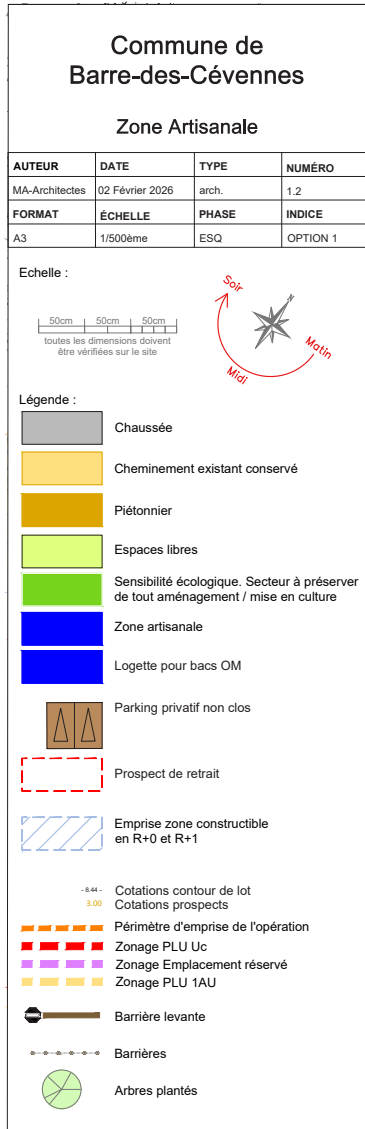 Commune de
Barre-des-Cévennes
Zone Artisanale
AUTEUR DATE TYPE NUMÉRO
MA-Architectes 02 Février 2026 arch. 1.2
FORMAT ÉCHELLE PHASE INDICE
A3 1/500ème ESQ OPTION 1
Echelle :
50cm 50cm 50cm
toutes les dimensions doivent
être vérifiées sur le site
Soir
N
Matin
Midi
Légende :
Chaussée
Cheminement existant conservé
Piétonnier
Espaces libres
Sensibilité écologique. Secteur à préserver
de tout aménagement / mise en culture
Zone artisanale
Logette pour bacs OM
Parking privatif non clos
Prospect de retrait
Emprise zone constructible
en R+0 et R+1
- 8.44 - Cotations contour de lot
3.00 Cotations prospects
Périmètre d'emprise de l'opération
Zonage PLU Uc
Zonage Emplacement réservé
Zonage PLU 1AU
Barrière levante
Barrières
Arbres plantés